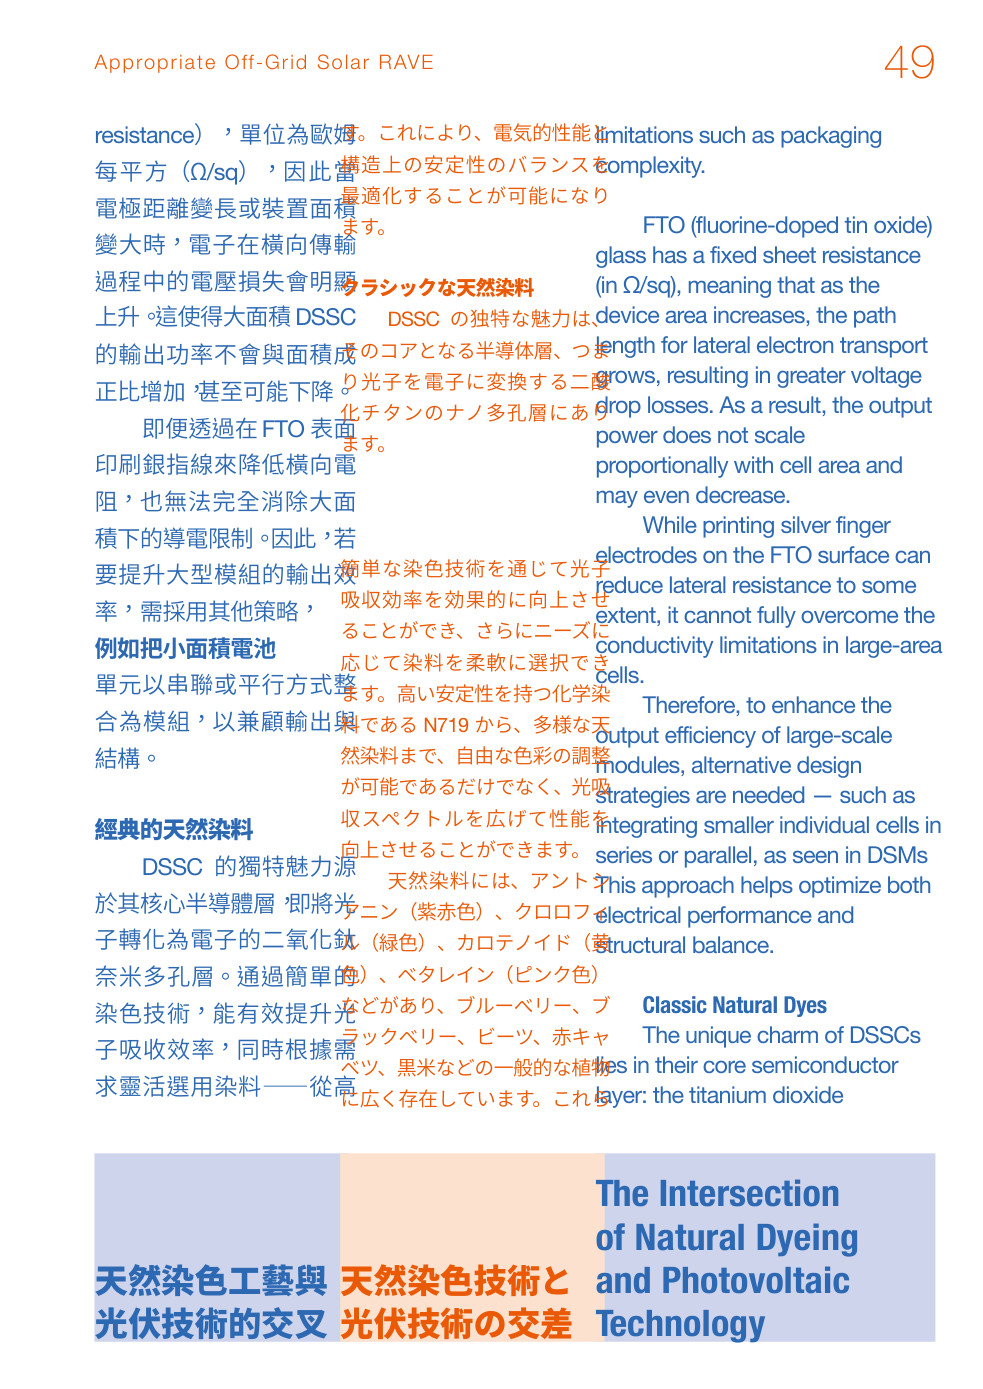 Appropriate Off-Grid Solar RAVE
49
resistance），單位為歐姆
每平方（Ω/sq），因此當
電極距離變長或裝置面積
變大時，電子在橫向傳輸
過程中的電壓損失會明顯
上升。這使得大面積 DSSC
的輸出功率不會與面積成
正比增加，甚至可能下降。
即便透過在 FTO 表面
印刷銀指線來降低橫向電
阻，也無法完全消除大面
積下的導電限制。因此，若
要提升大型模組的輸出效
率，需採用其他策略，
例如把小面積電池
單元以串聯或平行方式整
合為模組，以兼顧輸出與
結構。
經典的天然染料
DSSC 的獨特魅力源
於其核心半導體層，即將光
子轉化為電子的二氧化鈦
奈米多孔層。通過簡單的
染色技術，能有效提升光
子吸收效率，同時根據需
求靈活選用染料——從高
す。これにより、電気的性能と
構造上の安定性のバランスを
最適化することが可能になり
ます。
クラシックな天然染料
DSSC の独特な魅力は、
そのコアとなる半導体層、つま
り光子を電子に変換する二酸
化チタンのナノ多孔層にあり
ます。
簡単な染色技術を通じて光子
吸収効率を効果的に向上させ
ることができ、さらにニーズに
応じて染料を柔軟に選択でき
ます。高い安定性を持つ化学染
料である N719 から、多様な天
然染料まで、自由な色彩の調整
が可能であるだけでなく、光吸
収スペクトルを広げて性能を
向上させることができます。
天然染料には、アントシ
アニン（紫赤色）、クロロフィ
ル（緑色）、カロテノイド（黄
色）、ベタレイン（ピンク色）
などがあり、ブルーベリー、ブ
ラックベリー、ビーツ、赤キャ
ベツ、黒米などの一般的な植物
に広く存在しています。これら
limitations such as packaging
complexity.
FTO (fluorine-doped tin oxide)
glass has a fixed sheet resistance
(in Ω/sq), meaning that as the
device area increases, the path
length for lateral electron transport
grows, resulting in greater voltage
drop losses. As a result, the output
power does not scale
proportionally with cell area and
may even decrease.
While printing silver finger
electrodes on the FTO surface can
reduce lateral resistance to some
extent, it cannot fully overcome the
conductivity limitations in large-area
cells.
Therefore, to enhance the
output efficiency of large-scale
modules, alternative design
strategies are needed — such as
integrating smaller individual cells in
series or parallel, as seen in DSMs
This approach helps optimize both
electrical performance and
structural balance.
Classic Natural Dyes
The unique charm of DSSCs
lies in their core semiconductor
layer: the titanium dioxide
天然染色工藝與
光伏技術的交叉
天然染色技術と
光伏技術の交差
The Intersection
of Natural Dyeing
and Photovoltaic
Technology